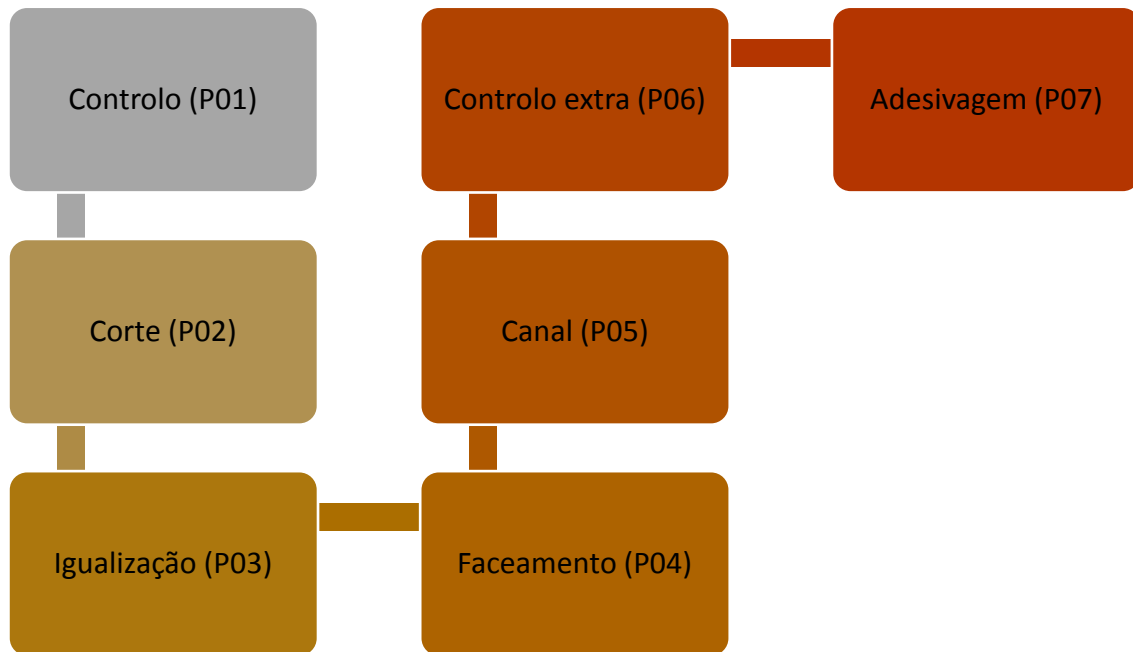 Controlo (P01)
Corte (P02)
Igualização (P03)
Faceamento (P04)
Canal (P05)
Controlo extra (P06)
Adesivagem (P07)